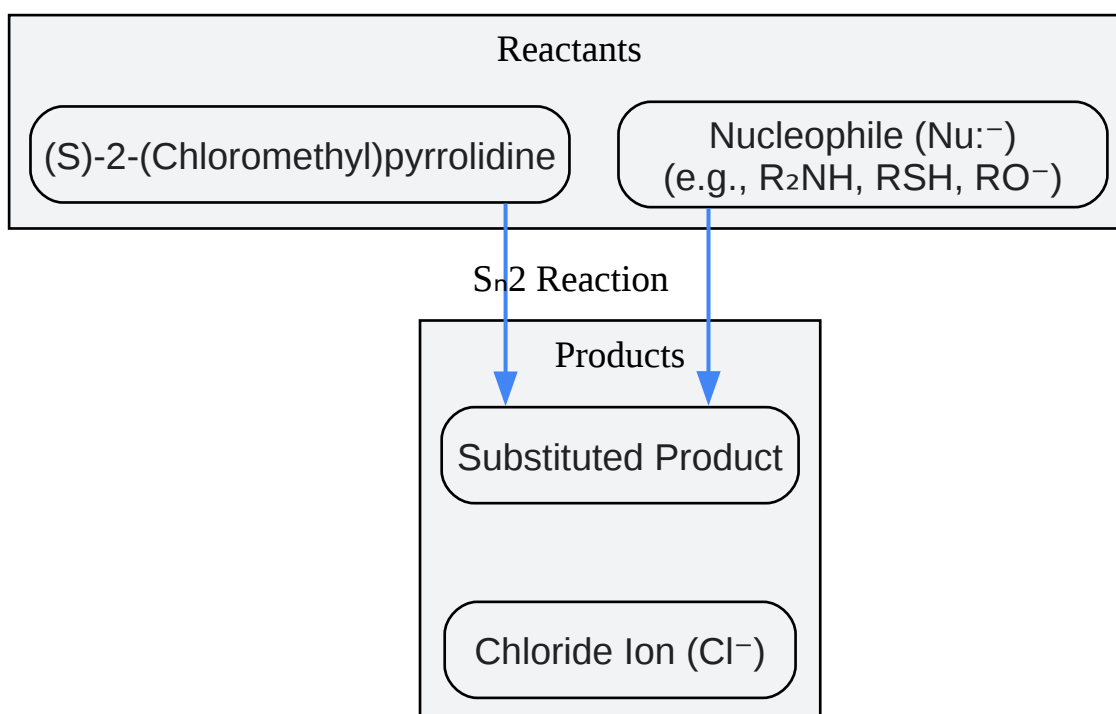 Reactants
(S)-2-(Chloromethyl)pyrrolidine
Nucleophile (Nu:⁻)
(e.g., R₂NH, RSH, RO⁻)
Sₙ2 Reaction
Products
Substituted Product
Chloride Ion (Cl⁻)